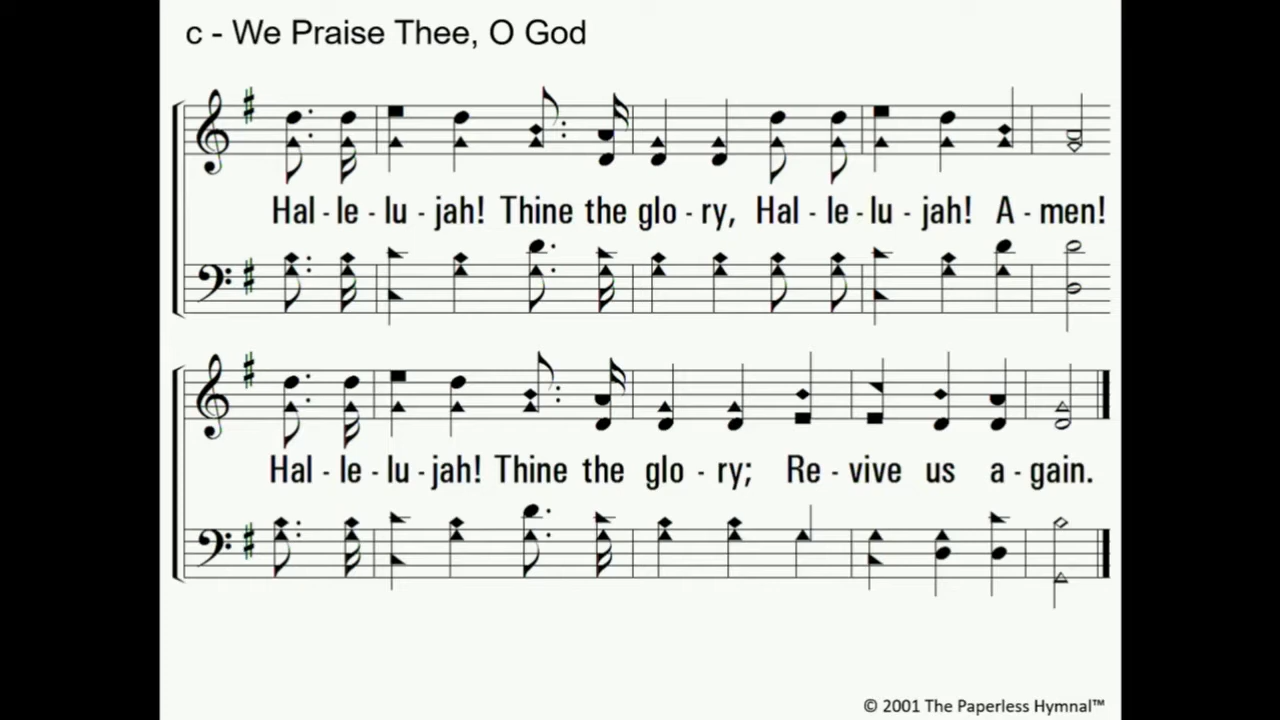 c - We Praise Thee, O God
Hal - le - lu - jah! Thine the glo - ry, Hal - le - lu - jah! A - men!
Hal - le - lu - jah! Thine the glo - ry; Re - vive us a - gain.
© 2001 The Paperless Hymnal™